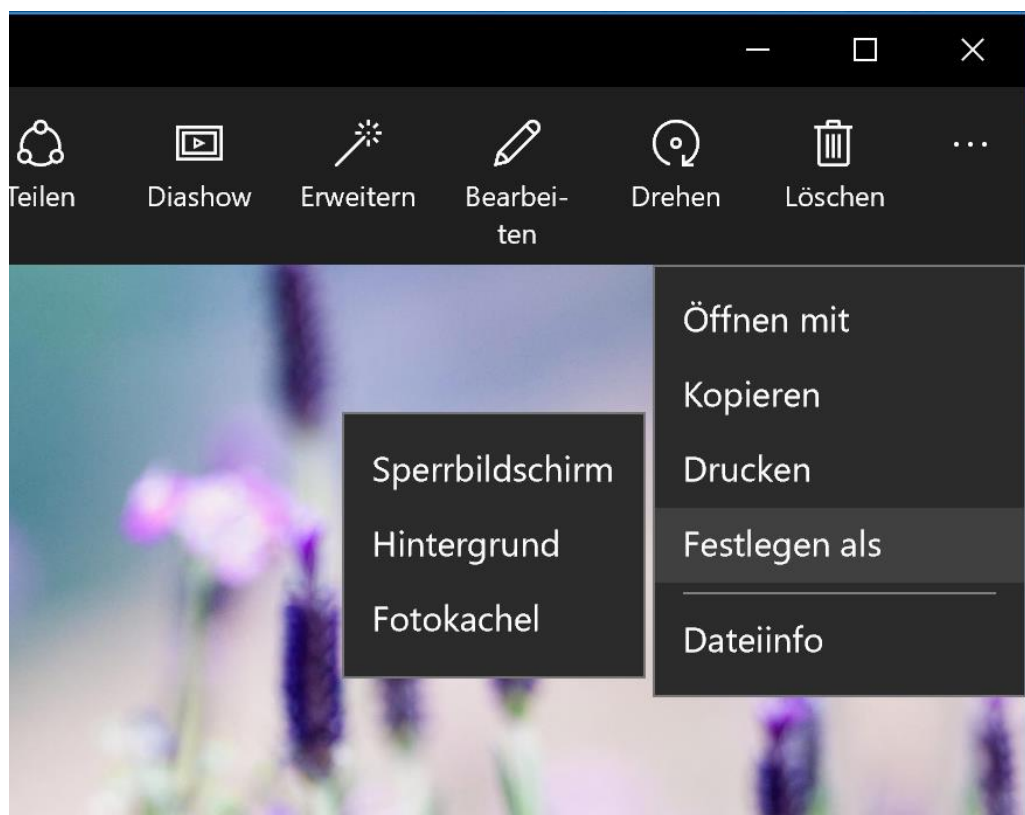 Teilen
Diashow
Erweitern
Bearbei-
ten
Drehen
Löschen
...
Öffnen mit
Kopieren
Drucken
Festlegen als
Dateiinfo
Sperrbildschirm
Hintergrund
Fotokachel